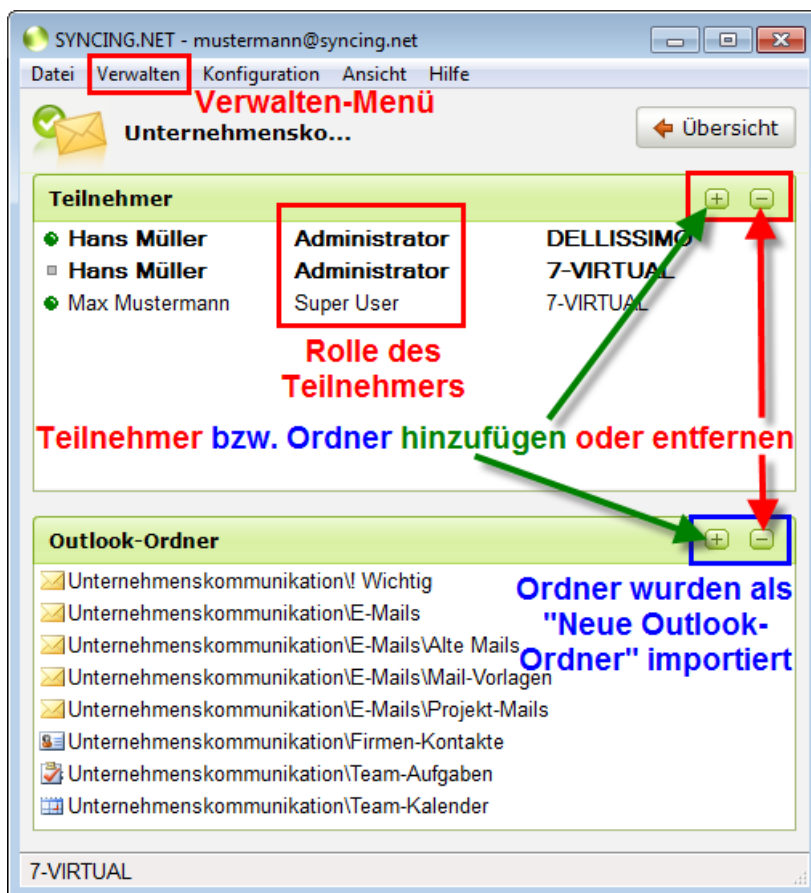 SYNCING.NET - mustermann@syncing.net
Datei Verwalten Konfiguration Ansicht Hilfe
Verwalten-Menü
Unternehmensko...
Übersicht
Teilnehmer
Hans Müller Administrator DELLISSIMO
Hans Müller Administrator 7-VIRTUAL
Max Mustermann Super User 7-VIRTUAL
Rolle des
Teilnehmers
Teilnehmer bzw. Ordner hinzufügen oder entfernen
Outlook-Ordner
Unternehmenskommunikation\! Wichtig
Unternehmenskommunikation\E-Mails
Unternehmenskommunikation\E-Mails\Alte Mails
Unternehmenskommunikation\E-Mails\Mail-Vorlagen
Unternehmenskommunikation\E-Mails\Projekt-Mails
Unternehmenskommunikation\Firmen-Kontakte
Unternehmenskommunikation\Team-Aufgaben
Unternehmenskommunikation\Team-Kalender
Ordner wurden als
"Neue Outlook-
Ordner" importiert
7-VIRTUAL